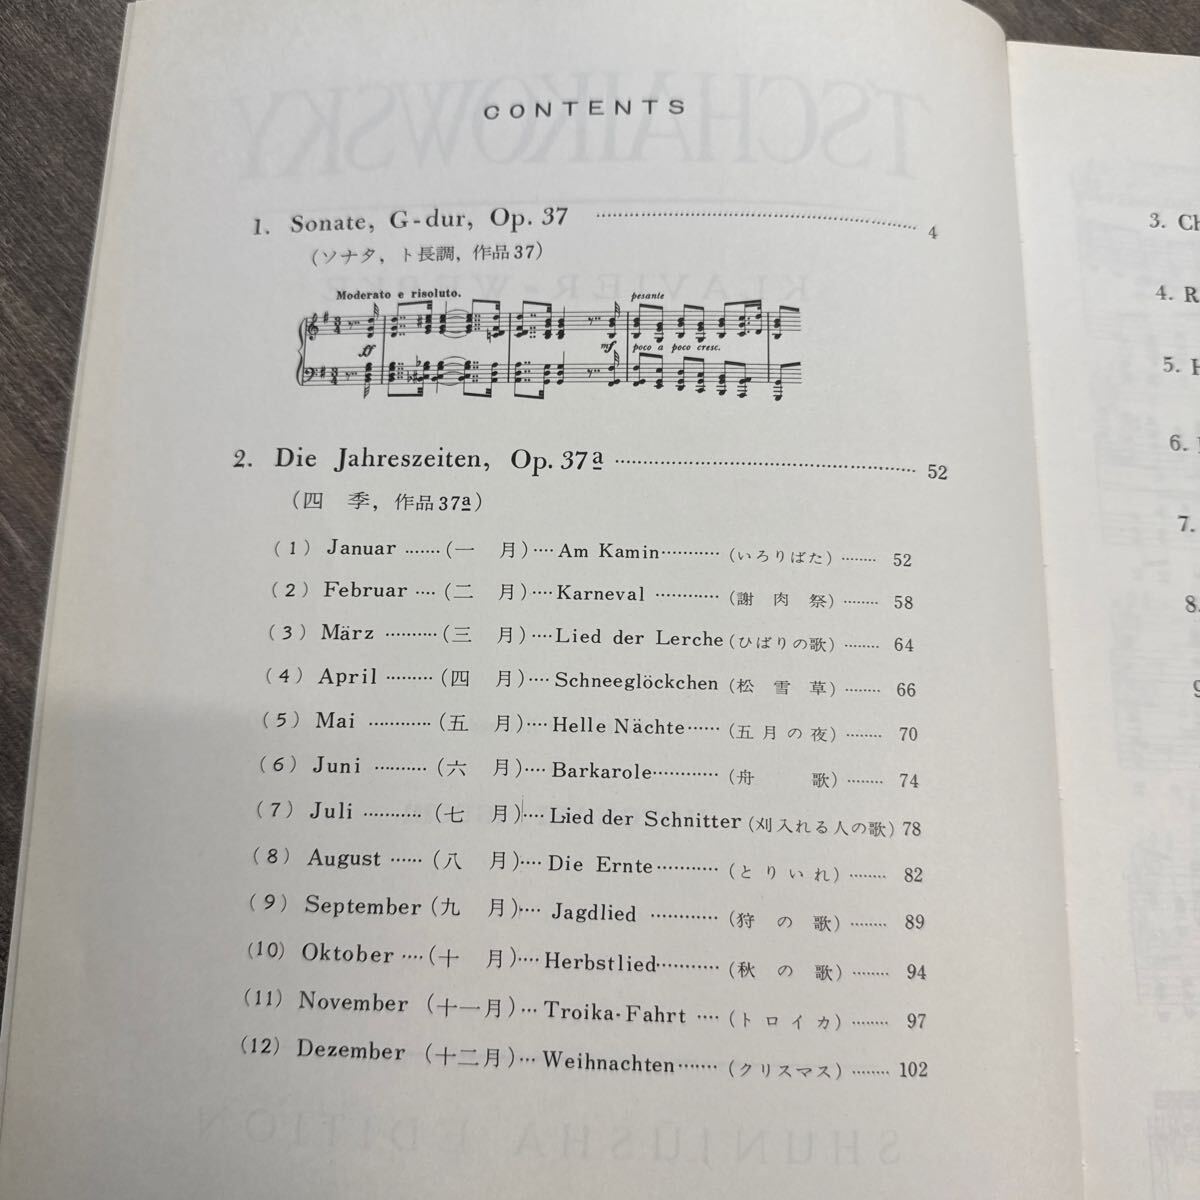 CONTENTS
1. Sonate, G-dur, Op. 37 ........ 4
(ソナタ, ト長調, 作品37)
Moderato e risoluto.
pesante
ff
mf
poco a poco cresc.
2. Die Jahreszeiten, Op. 37a ........ 52
(四 季, 作品37a)
(1) Januar ....... (一 月) .... Am Kamin ........... (いろりばた) ........ 52
(2) Februar .... (二 月) .... Karneval ............ (謝 肉 祭) ........ 58
(3) März .......... (三 月) .... Lied der Lerche (ひばりの歌) ........ 64
(4) April ......... (四 月) .... Schneeglöckchen (松 雪 草) ........ 66
(5) Mai ............ (五 月) .... Helle Nächte ...... (五月の夜) ........ 70
(6) Juni .......... (六 月) .... Barkarole ............ (舟 歌) ........ 74
(7) Juli ........... (七 月) .... Lied der Schnitter (刈入れる人の歌) 78
(8) August ...... (八 月) .... Die Ernte ........... (とりいれ) ........ 82
(9) September (九 月) .... Jagdlied ............ (狩 の 歌) ........ 89
(10) Oktober .... (十 月) .... Herbstlied ........... (秋 の 歌) ........ 94
(11) November (十一月) ... Troika-Fahrt .... (トロイカ) ........ 97
(12) Dezember (十二月) ... Weihnachten ....... (クリスマス) ........ 102
3. Ch
4. R
5. H
6.
7.
8.
9
TSCHAIKOWSKY
KLAVIER-W
SHUNJŪSHA EDITION